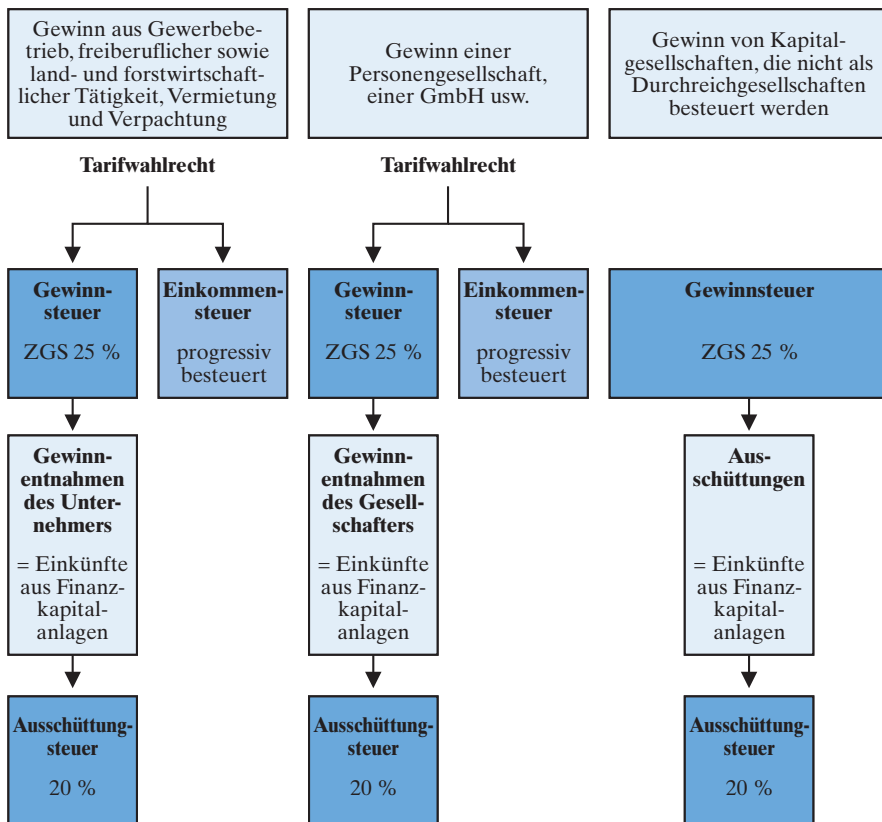 Gewinn aus Gewerbebe-
trieb, freiberuflicher sowie
land- und forstwirtschaft-
licher Tätigkeit, Vermietung
und Verpachtung
Gewinn einer
Personengesellschaft,
einer GmbH usw.
Gewinn von Kapital-
gesellschaften, die nicht als
Durchreichgesellschaften
besteuert werden
Tarifwahlrecht
Tarifwahlrecht
Gewinn-
steuer
ZGS 25 %
Einkommen-
steuer
progressiv
besteuert
Gewinn-
steuer
ZGS 25 %
Einkommen-
steuer
progressiv
besteuert
Gewinnsteuer
ZGS 25 %
Gewinn-
entnahmen
des Unter-
nehmers
= Einkünfte
aus Finanz-
kapital-
anlagen
Gewinn-
entnahmen
des Gesell-
schafters
= Einkünfte
aus Finanz-
kapital-
anlagen
Aus-
schüttungen
= Einkünfte
aus Finanz-
kapital-
anlagen
Ausschüttung-
steuer
20 %
Ausschüttung-
steuer
20 %
Ausschüttung-
steuer
20 %